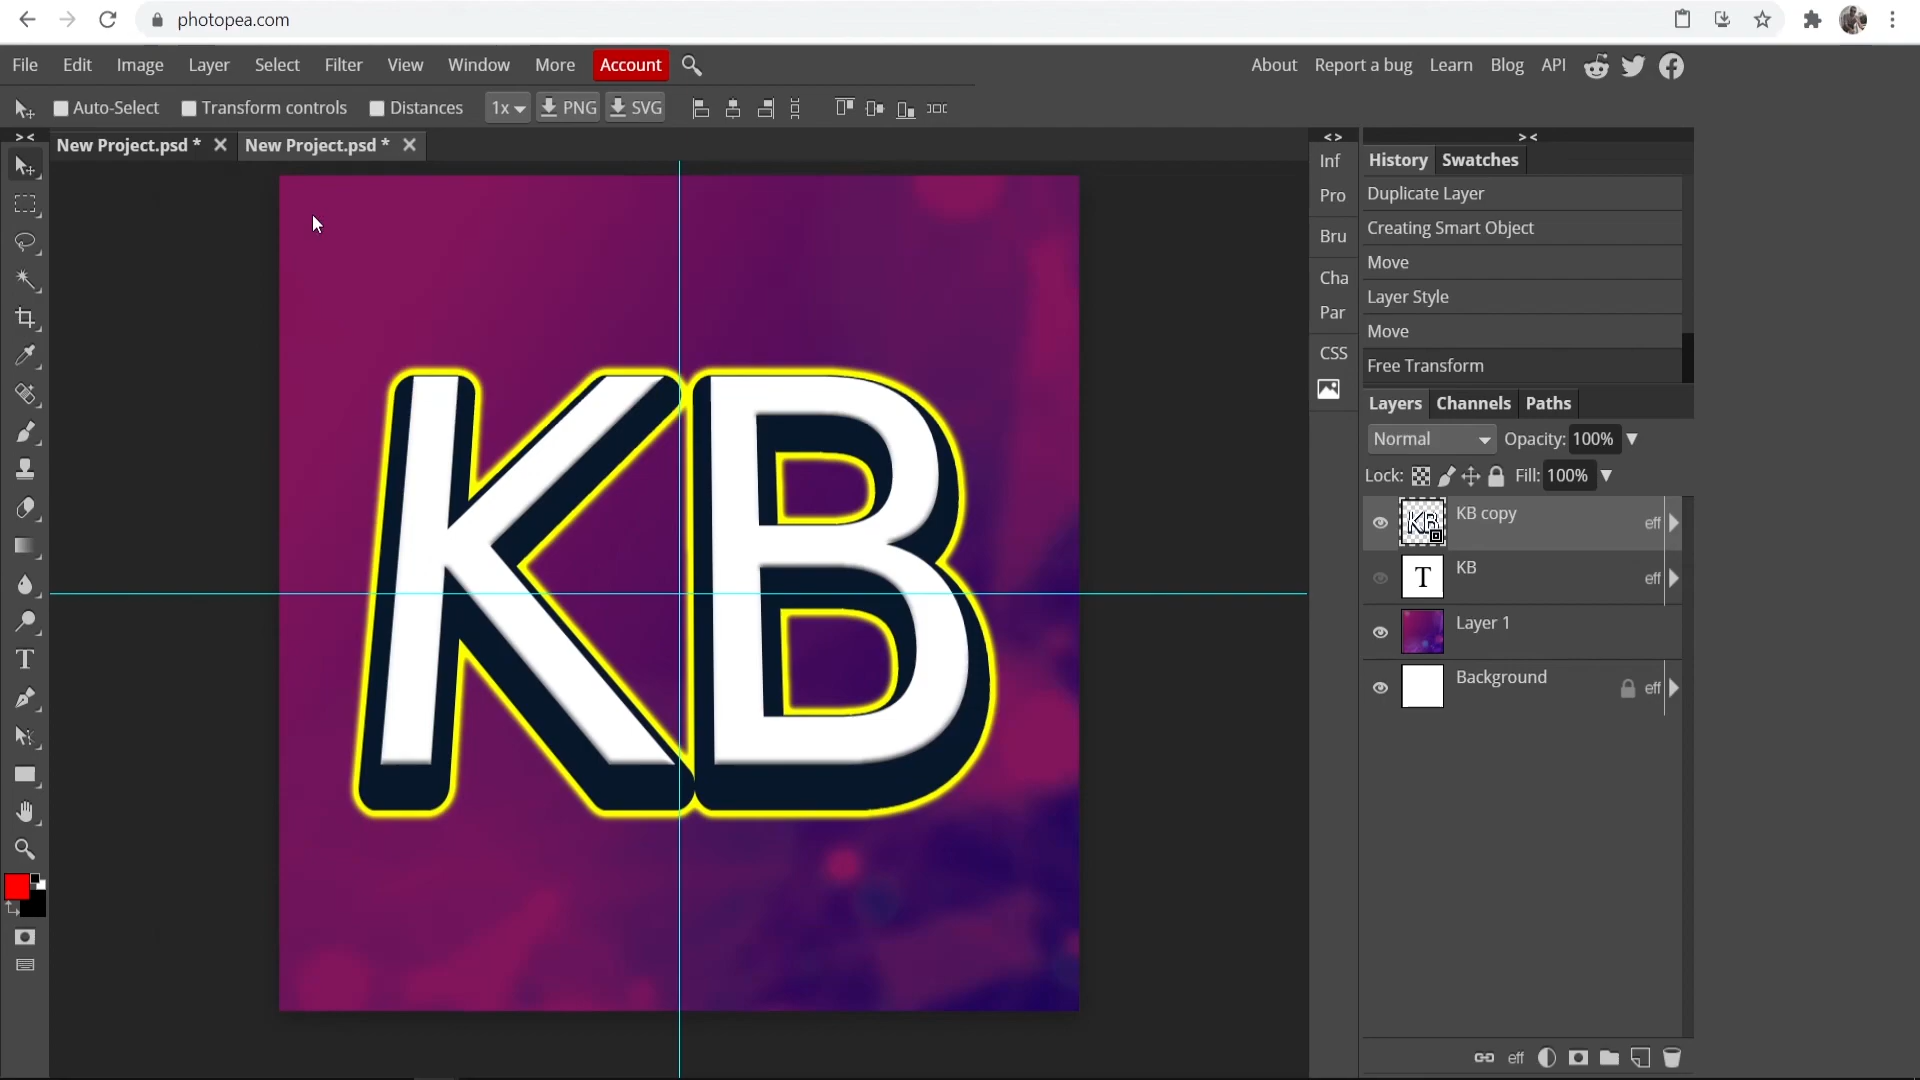 photopea.com
File Edit Image Layer Select Filter View Window More Account About Report a bug Learn Blog API
Auto-Select Transform controls Distances 1x PNG SVG
New Project.psd * New Project.psd *
Inf
Pro
Bru
Cha
Par
CSS
History Swatches
Duplicate Layer
Creating Smart Object
Move
Layer Style
Move
Free Transform
Layers Channels Paths
Normal Opacity: 100%
Lock: Fill: 100%
KB KB copy eff
T KB eff
Layer 1
Background eff
eff
KB
T